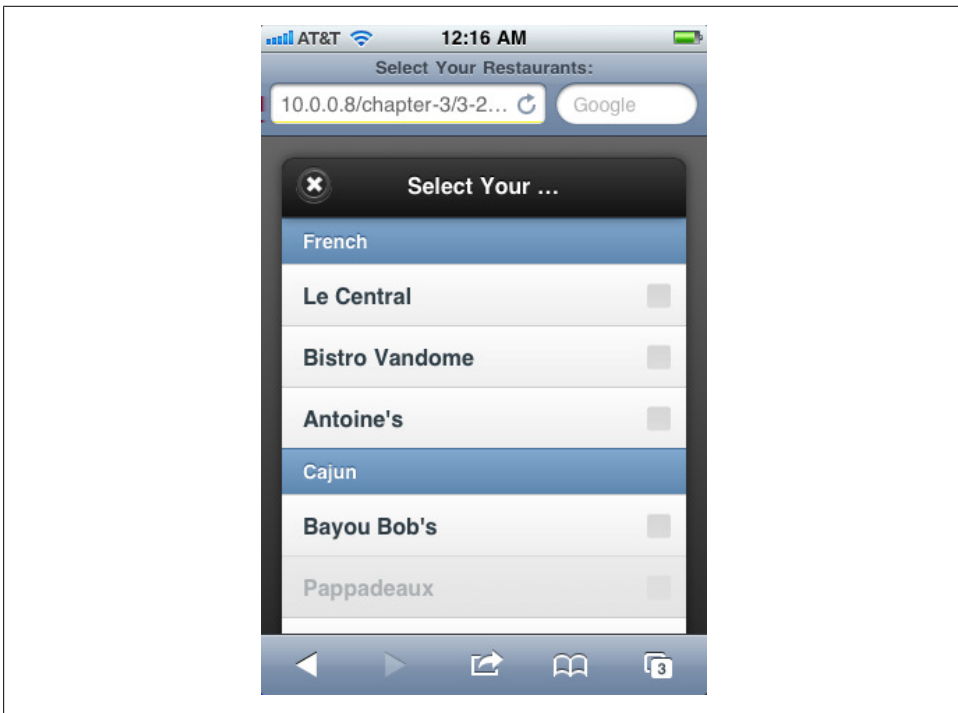 AT&T 12:16 AM
Select Your Restaurants:
10.0.0.8/chapter-3/3-2... Google
Select Your ...
French
Le Central
Bistro Vandome
Antoine's
Cajun
Bayou Bob's
Pappadeaux
3